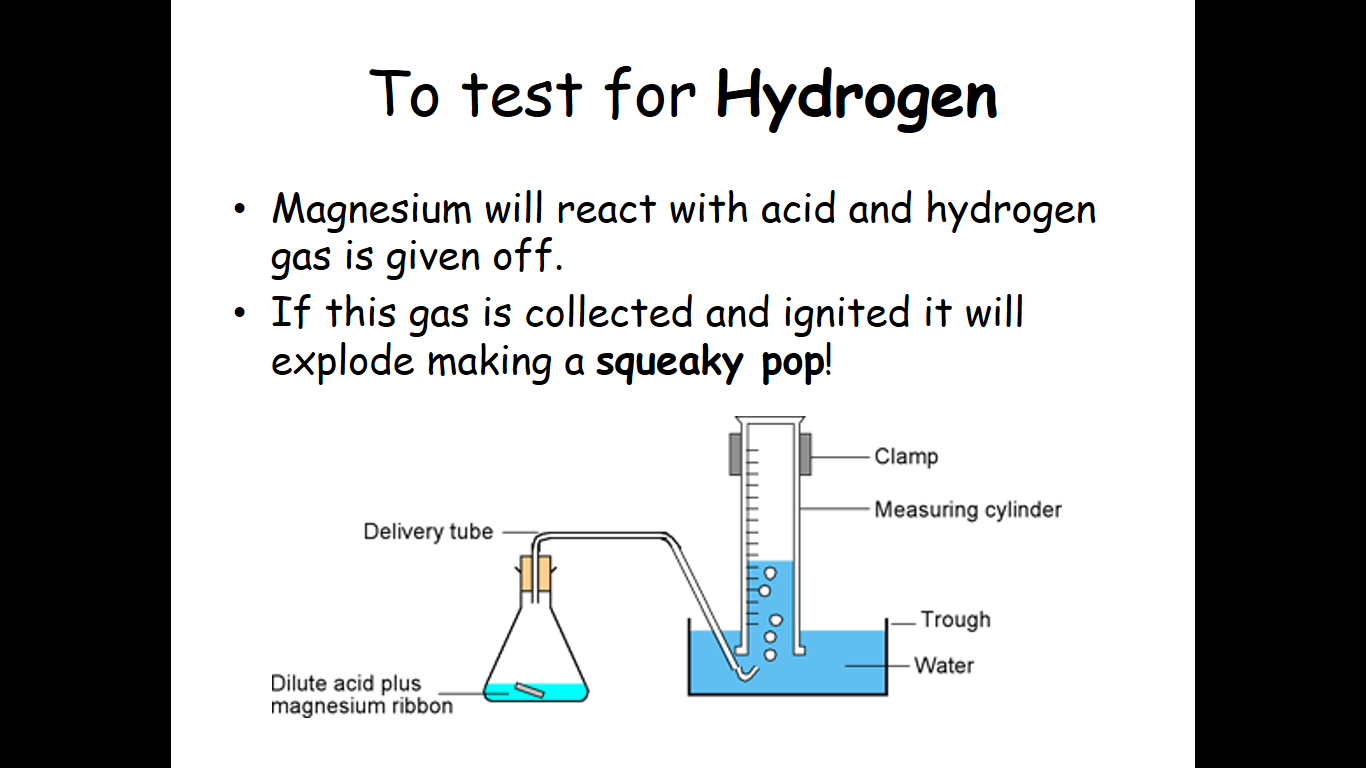 To test for Hydrogen
• Magnesium will react with acid and hydrogen
gas is given off.
• If this gas is collected and ignited it will
explode making a squeaky pop!
Clamp
Measuring cylinder
Delivery tube
Trough
Water
Dilute acid plus
magnesium ribbon